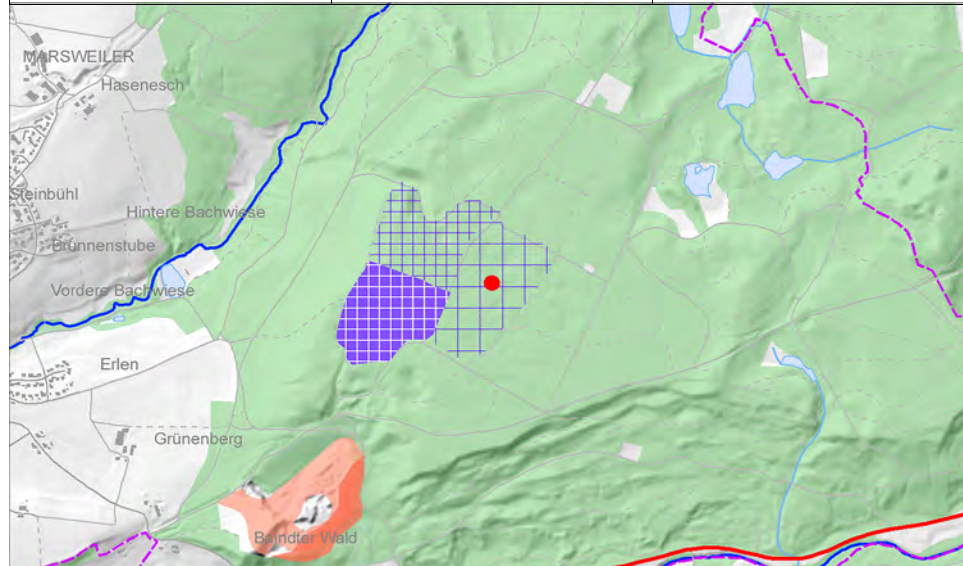 MARSWEILER
Hasenesch
Steinbühl
Hintere Bachwiese
Brunnenstube
Vordere Bachwiese
Erlen
Grünenberg
Baindter Wald